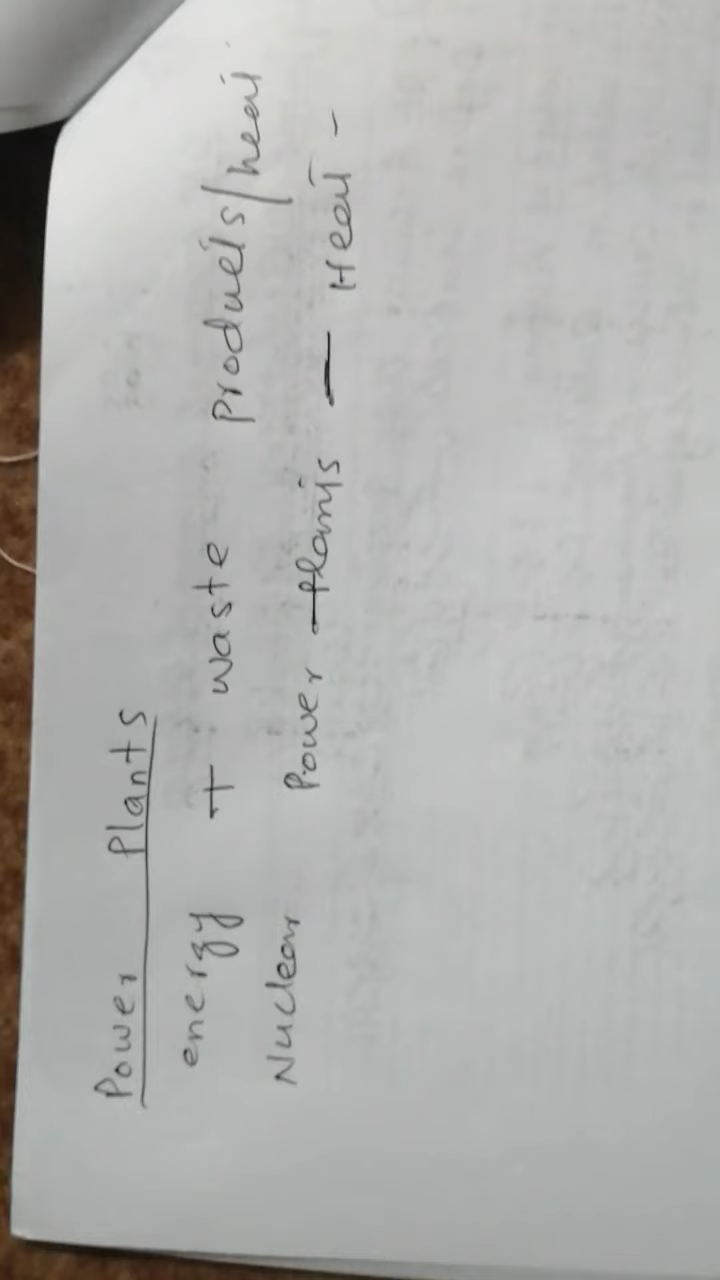 Power Plants
energy + waste products/heat
Nuclear Power Plants — Heat -